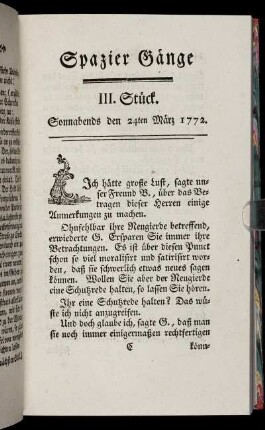 Spazier Gänge
III. Stück.
Sonnabends den 24ten März 1772.
Ich hätte große Lust, sagte un-
ser Freund B., über das Be-
tragen dieser Herren einige
Anmerkungen zu machen.
Ohnfehlbar ihre Neugierde betreffend,
erwiederte G. Ersparen Sie immer ihre
Betrachtungen. Es ist über diesen Punct
schon so viel moralisirt und satirisirt wor-
den, daß sie schwerlich etwas neues sagen
können. Wollen Sie aber der Neugierde
eine Schutzrede halten, so lassen Sie hören.
Ihr eine Schutzrede halten? Das wüs-
ste ich nicht anzugreifen.
Und doch glaube ich, sagte G., daß man
sie noch immer einigermaßen rechtfertigen
C könn-